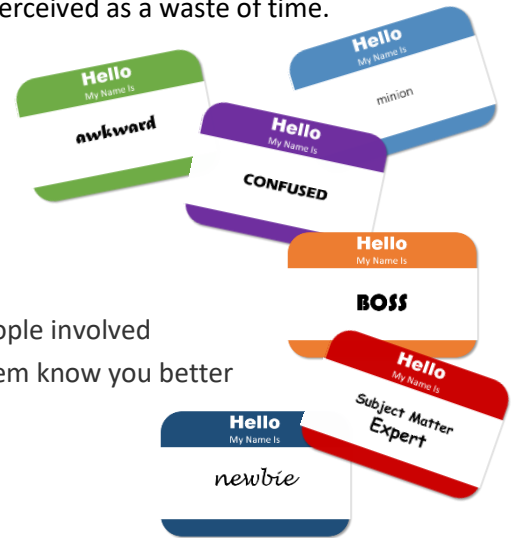 erceived as a waste of time.
Hello
My Name Is
minion
Hello
My Name Is
awkward
Hello
My Name Is
CONFUSED
Hello
My Name Is
BOSS
ople involved
em know you better
Hello
My Name Is
Subject Matter
Expert
Hello
My Name Is
newbie